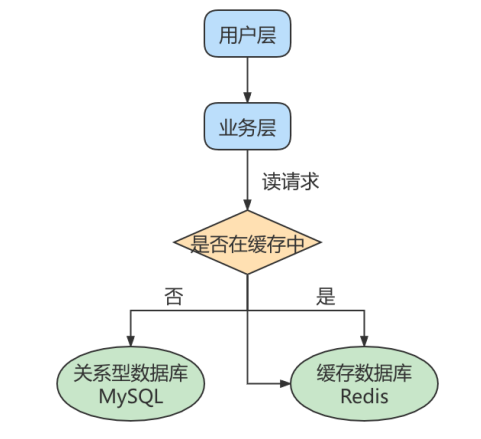 用户层
业务层
读请求
是否在缓存中
否
是
关系型数据库
MySQL
缓存数据库
Redis